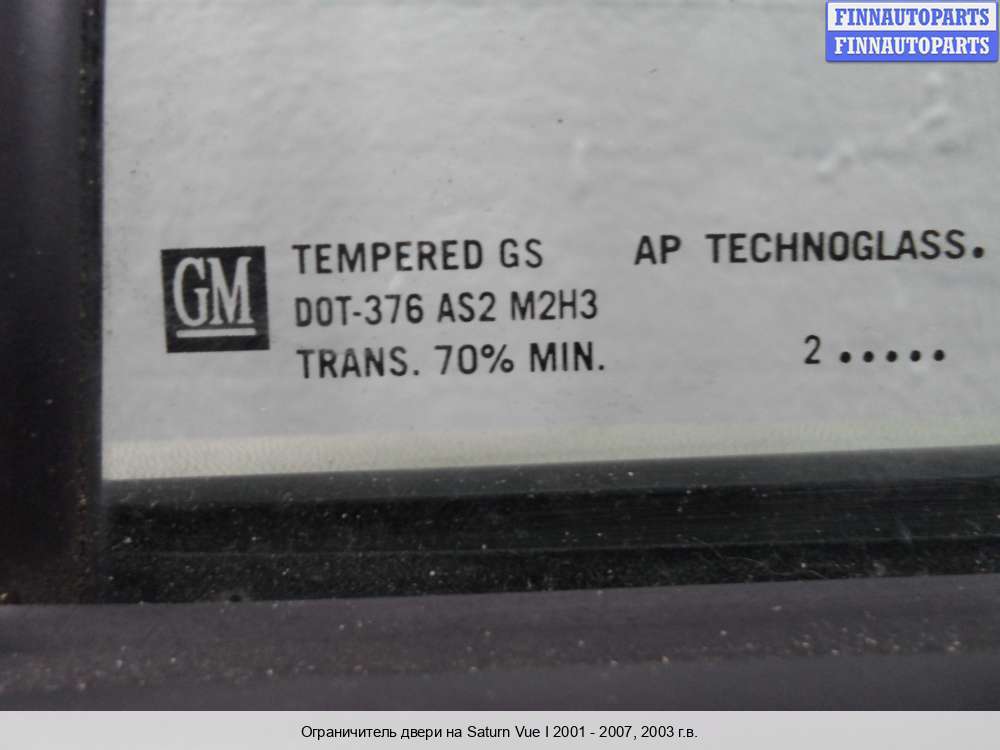 FINNAUTOPARTS
FINNAUTOPARTS
GM
TEMPERED GS AP TECHNOGLASS.
DOT-376 AS2 M2H3
TRANS. 70% MIN. 2 •••••
Ограничитель двери на Saturn Vue I 2001 - 2007, 2003 г.в.